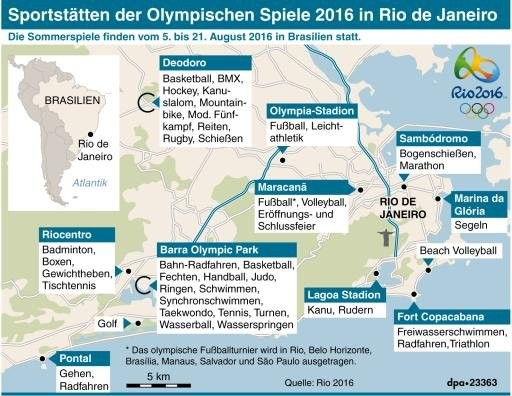 Sportstätten der Olympischen Spiele 2016 in Rio de Janeiro
Die Sommerspiele finden vom 5. bis 21. August 2016 in Brasilien statt.
BRASILIEN
Rio de
Janeiro
Atlantik
Deodoro
Basketball, BMX,
Hockey, Kanu-
slalom, Mountain-
bike, Mod. Fünf-
kampf, Reiten,
Rugby, Schießen
Olympia-Stadion
Fußball, Leicht-
athletik
Rio2016
Sambódromo
Bogenschießen,
Marathon
Maracanã
Fußball*, Volleyball,
Eröffnungs- und
Schlussfeier
RIO DE
JANEIRO
Marina da
Glória
Segeln
Riocentro
Badminton,
Boxen,
Gewichtheben,
Tischtennis
Barra Olympic Park
Bahn-Radfahren, Basketball,
Fechten, Handball, Judo,
Ringen, Schwimmen,
Synchronschwimmen,
Taekwondo, Tennis, Turnen,
Wasserball, Wasserspringen
Beach Volleyball
Lagoa Stadion
Kanu, Rudern
Fort Copacabana
Freiwasserschwimmen,
Radfahren,Triathlon
Golf
Pontal
Gehen,
Radfahren
* Das olympische Fußballturnier wird in Rio, Belo Horizonte,
Brasília, Manaus, Salvador und São Paulo ausgetragen.
5 km
Quelle: Rio 2016
dpa•23363